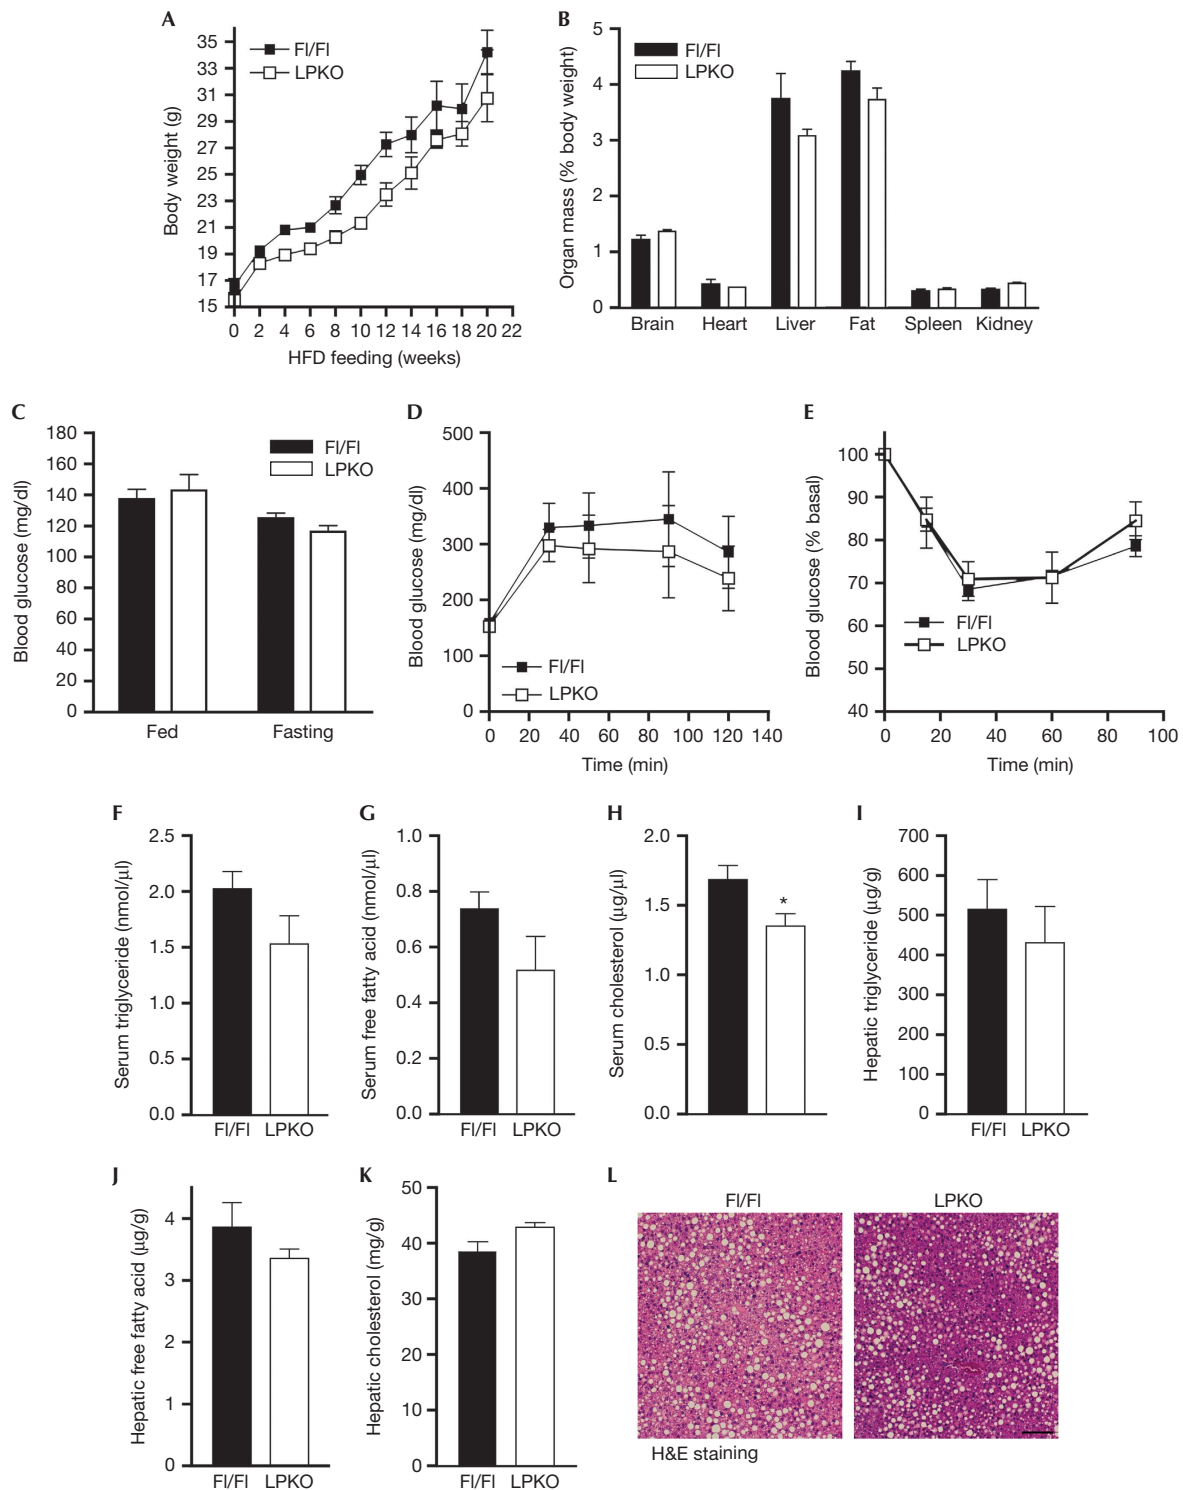 A
Body weight (g)
35
33
31
29
27
25
23
21
19
17
15
Fl/Fl
LPKO
0 2 4 6 8 10 12 14 16 18 20 22
HFD feeding (weeks)
B
Organ mass (% body weight)
5
4
3
2
1
0
Fl/Fl
LPKO
Brain Heart Liver Fat Spleen Kidney
C
Blood glucose (mg/dl)
180
160
140
120
100
80
60
40
20
0
Fl/Fl
LPKO
Fed Fasting
D
Blood glucose (mg/dl)
500
400
300
200
100
0
Fl/Fl
LPKO
0 20 40 60 80 100 120 140
Time (min)
E
Blood glucose (% basal)
100
90
80
70
60
50
40
Fl/Fl
LPKO
0 20 40 60 80 100
Time (min)
F
Serum triglyceride (nmol/µl)
2.5
2.0
1.5
1.0
0.5
0.0
Fl/Fl LPKO
G
Serum free fatty acid (nmol/µl)
1.0
0.8
0.6
0.4
0.2
0.0
Fl/Fl LPKO
H
Serum cholesterol (µg/µl)
2.0
1.5
1.0
0.5
0.0
*
Fl/Fl LPKO
I
Hepatic triglyceride (µg/g)
700
600
500
400
300
200
100
0
Fl/Fl LPKO
J
Hepatic free fatty acid (µg/g)
4
3
2
1
0
Fl/Fl LPKO
K
Hepatic cholesterol (mg/g)
50
40
30
20
10
0
Fl/Fl LPKO
L
Fl/Fl LPKO
H&E staining